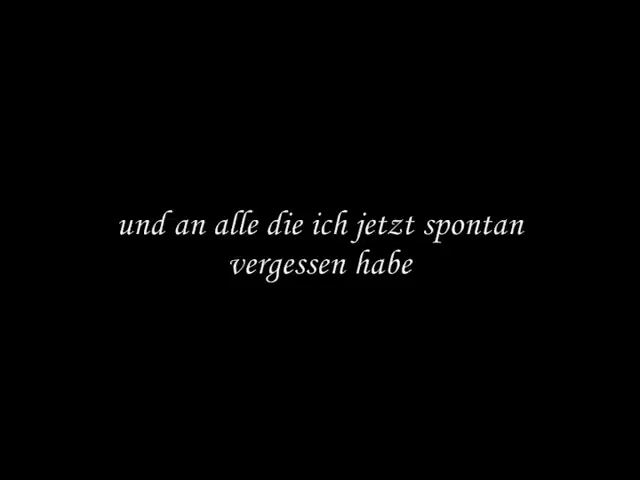 und an alle die ich jetzt spontan
vergessen habe